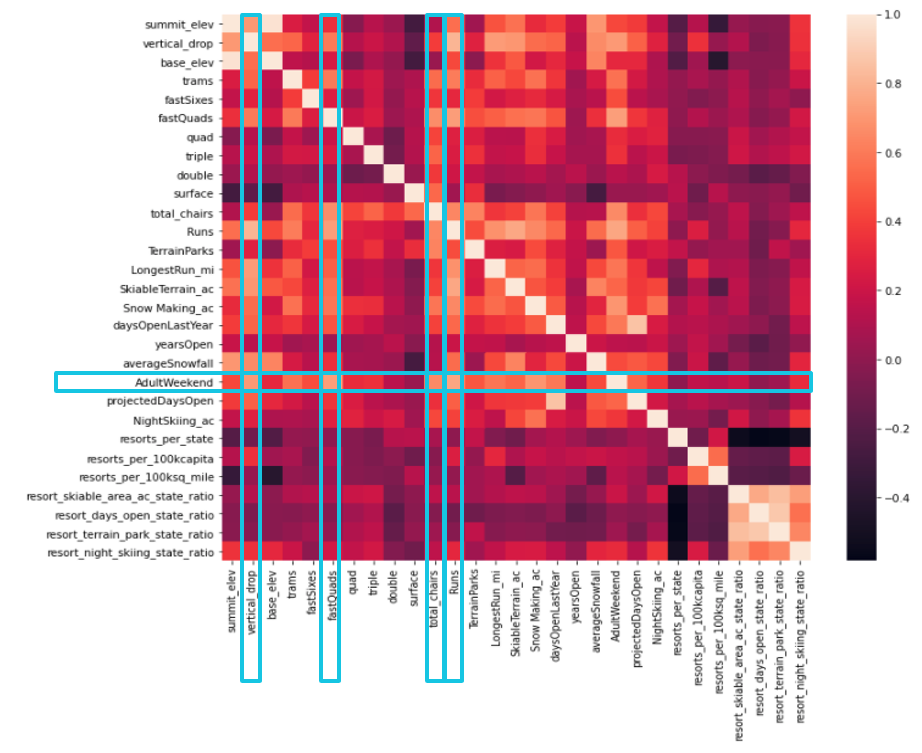 summit_elev
vertical_drop
base_elev
trams
fastSixes
fastQuads
quad
triple
double
surface
total_chairs
Runs
TerrainParks
LongestRun_mi
SkiableTerrain_ac
Snow Making_ac
daysOpenLastYear
yearsOpen
averageSnowfall
AdultWeekend
projectedDaysOpen
NightSkiing_ac
resorts_per_state
resorts_per_100kcapita
resorts_per_100ksq_mile
resort_skiable_area_ac_state_ratio
resort_days_open_state_ratio
resort_terrain_park_state_ratio
resort_night_skiing_state_ratio
summit_elev
vertical_drop
base_elev
trams
fastSixes
fastQuads
quad
triple
double
surface
total_chairs
Runs
TerrainParks
LongestRun_mi
SkiableTerrain_ac
Snow Making_ac
daysOpenLastYear
yearsOpen
averageSnowfall
AdultWeekend
projectedDaysOpen
NightSkiing_ac
resorts_per_state
resorts_per_100kcapita
resorts_per_100ksq_mile
resort_skiable_area_ac_state_ratio
resort_days_open_state_ratio
resort_terrain_park_state_ratio
resort_night_skiing_state_ratio
1.0
0.8
0.6
0.4
0.2
0.0
−0.2
−0.4